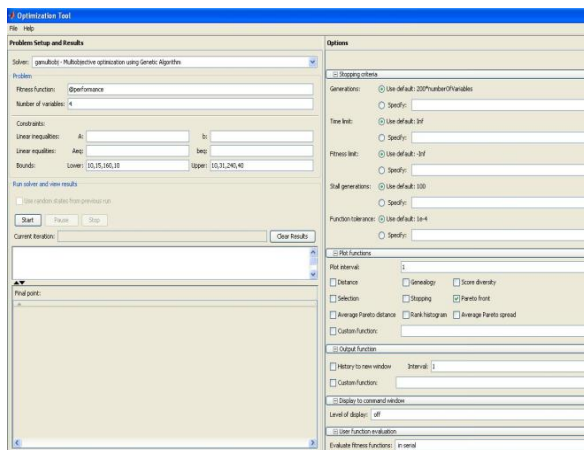 Optimization Tool
File Help
Problem Setup and Results
Solver: gamultiobj - Multiobjective optimization using Genetic Algorithm
Problem
Fitness function: @performance
Number of variables: 4
Constraints:
Linear inequalities: A: b:
Linear equalities: Aeq: beq:
Bounds: Lower: 10,15,160,10 Upper: 10,31,240,40
Run solver and view results
Use random states from previous run
Start Pause Stop
Current iteration: Clear Results
Final point:
Options
Stopping criteria
Generations: Use default: 200*numberOfVariables
Specify:
Time limit: Use default: Inf
Specify:
Fitness limit: Use default: -Inf
Specify:
Stall generations: Use default: 100
Specify:
Function tolerance: Use default: 1e-4
Specify:
Plot functions
Plot interval: 1
Distance Genealogy Score diversity
Selection Stopping Pareto front
Average Pareto distance Rank histogram Average Pareto spread
Custom function:
Output function
History to new window Interval: 1
Custom function:
Display to command window
Level of display: off
User function evaluation
Evaluate fitness functions: in serial